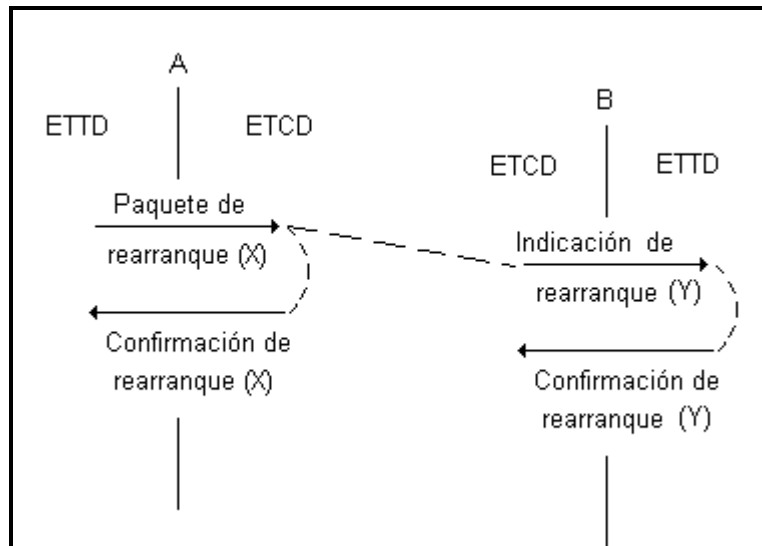 A
ETTD
ETCD
Paquete de
rearranque (X)
Confirmación de
rearranque (X)
B
ETCD
ETTD
Indicación de
rearranque (Y)
Confirmación de
rearranque (Y)